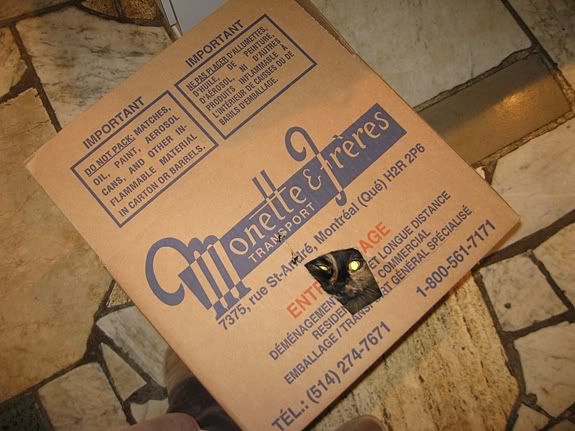 IMPORTANT
DO NOT PACK: MATCHES,
OIL, PAINT, AEROSOL
CANS, AND OTHER IN-
FLAMMABLE MATERIAL
IN CARTON OR BARRELS.
IMPORTANT
NE PAS PLACER D'ALLUMETTES,
D'HUILE, DE PEINTURE,
D'AEROSOL, NI D'AUTRES
PRODUITS INFLAMMABLE À
L'INTÉRIEUR DE CAISSES OU DE
BARILS D'EMBALLAGE.
Monette & Frères
TRANSPORT
7375, rue St-André, Montréal (Qué) H2R 2P6
DÉMÉNAGEMENT ET LONGUE DISTANCE
COMMERCIAL
EMBALLAGE / TRANSPORT GÉNÉRAL SPÉCIALISÉ
TÉL.: (514) 274-7671 1-800-561-7171